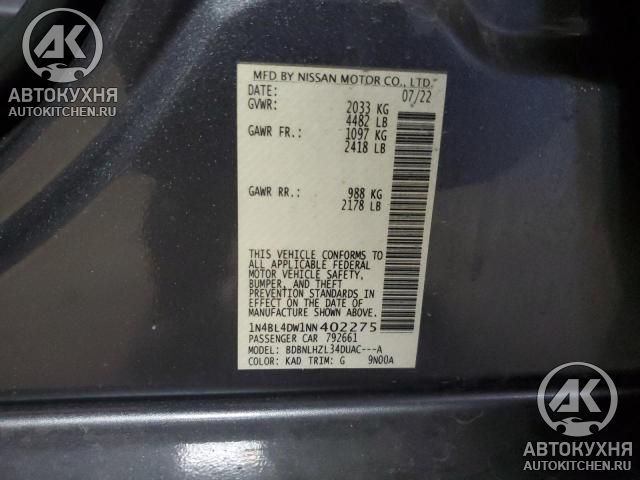 AK
АВТОКУХНЯ
AUTOKITCHEN.RU
MFD BY NISSAN MOTOR CO., LTD.
DATE: 07/22
GVWR: 2033 KG
4482 LB
GAWR FR.: 1097 KG
2418 LB
GAWR RR.: 988 KG
2178 LB
THIS VEHICLE CONFORMS TO
ALL APPLICABLE FEDERAL
MOTOR VEHICLE SAFETY,
BUMPER, AND THEFT
PREVENTION STANDARDS IN
EFFECT ON THE DATE OF
MANUFACTURE SHOWN ABOVE.
1N4BL4DW1NN402275
PASSENGER CAR 792661
MODEL: BDBNLHZL34DUAC---A
COLOR: KAD TRIM: G 9N00A
AK
АВТОКУХНЯ
AUTOKITCHEN.RU